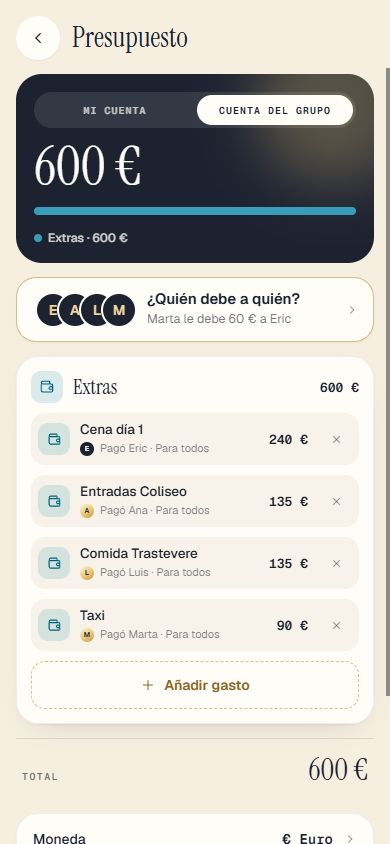 Presupuesto
MI CUENTA
CUENTA DEL GRUPO
600 €
Extras · 600 €
E A L M
¿Quién debe a quién?
Marta le debe 60 € a Eric
Extras
600 €
Cena día 1
E Pagó Eric · Para todos
240 €
Entradas Coliseo
A Pagó Ana · Para todos
135 €
Comida Trastevere
L Pagó Luis · Para todos
135 €
Taxi
M Pagó Marta · Para todos
90 €
+ Añadir gasto
TOTAL
600 €
Moneda
€ Euro